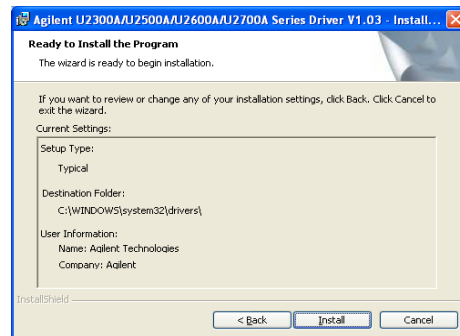 Agilent U2300A/U2500A/U2600A/U2700A Series Driver V1.03 - Install...
Ready to Install the Program
The wizard is ready to begin installation.
If you want to review or change any of your installation settings, click Back. Click Cancel to
exit the wizard.
Current Settings:
Setup Type:
Typical
Destination Folder:
C:\WINDOWS\system32\drivers\
User Information:
Name: Agilent Technologies
Company: Agilent
InstallShield
< Back
Install
Cancel